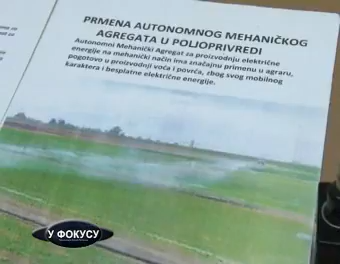 PRMENA AUTONOMNOG MEHANIČKOG
AGREGATA U POLJOPRIVREDI
Autonomni Mehanički Agregat za proizvodnju električne
energije na mehanički način ima značajnu primenu u agraru,
pogotovo u proizvodnji voća i povrća, zbog svog mobilnog
karaktera i besplatne električne energije.
У ФОКУСУ